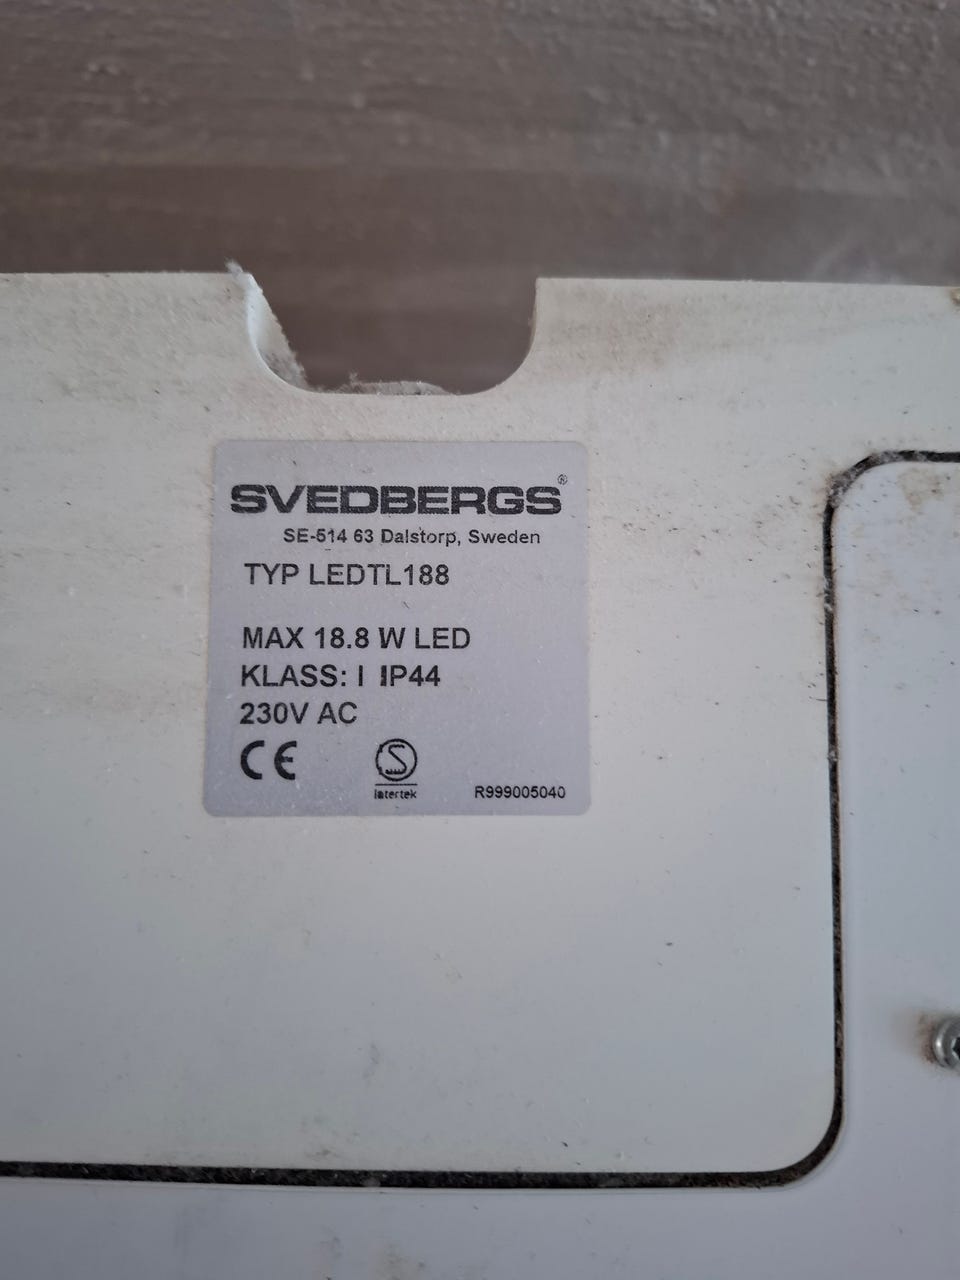 SVEDBERGS®
SE-514 63 Dalstorp, Sweden
TYP LEDTL188
MAX 18.8 W LED
KLASS: I IP44
230V AC
CE
S
Intertek
R999005040